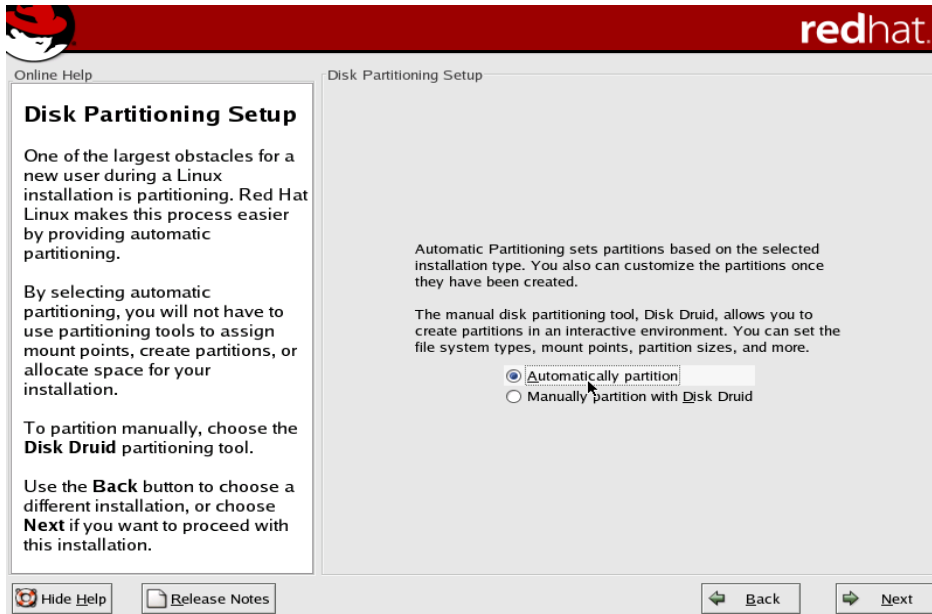 redhat.
Online Help
Disk Partitioning Setup
One of the largest obstacles for a
new user during a Linux
installation is partitioning. Red Hat
Linux makes this process easier
by providing automatic
partitioning.
By selecting automatic
partitioning, you will not have to
use partitioning tools to assign
mount points, create partitions, or
allocate space for your
installation.
To partition manually, choose the
Disk Druid partitioning tool.
Use the Back button to choose a
different installation, or choose
Next if you want to proceed with
this installation.
Disk Partitioning Setup
Automatic Partitioning sets partitions based on the selected
installation type. You also can customize the partitions once
they have been created.
The manual disk partitioning tool, Disk Druid, allows you to
create partitions in an interactive environment. You can set the
file system types, mount points, partition sizes, and more.
Automatically partition
Manually partition with Disk Druid
Hide Help
Release Notes
Back
Next